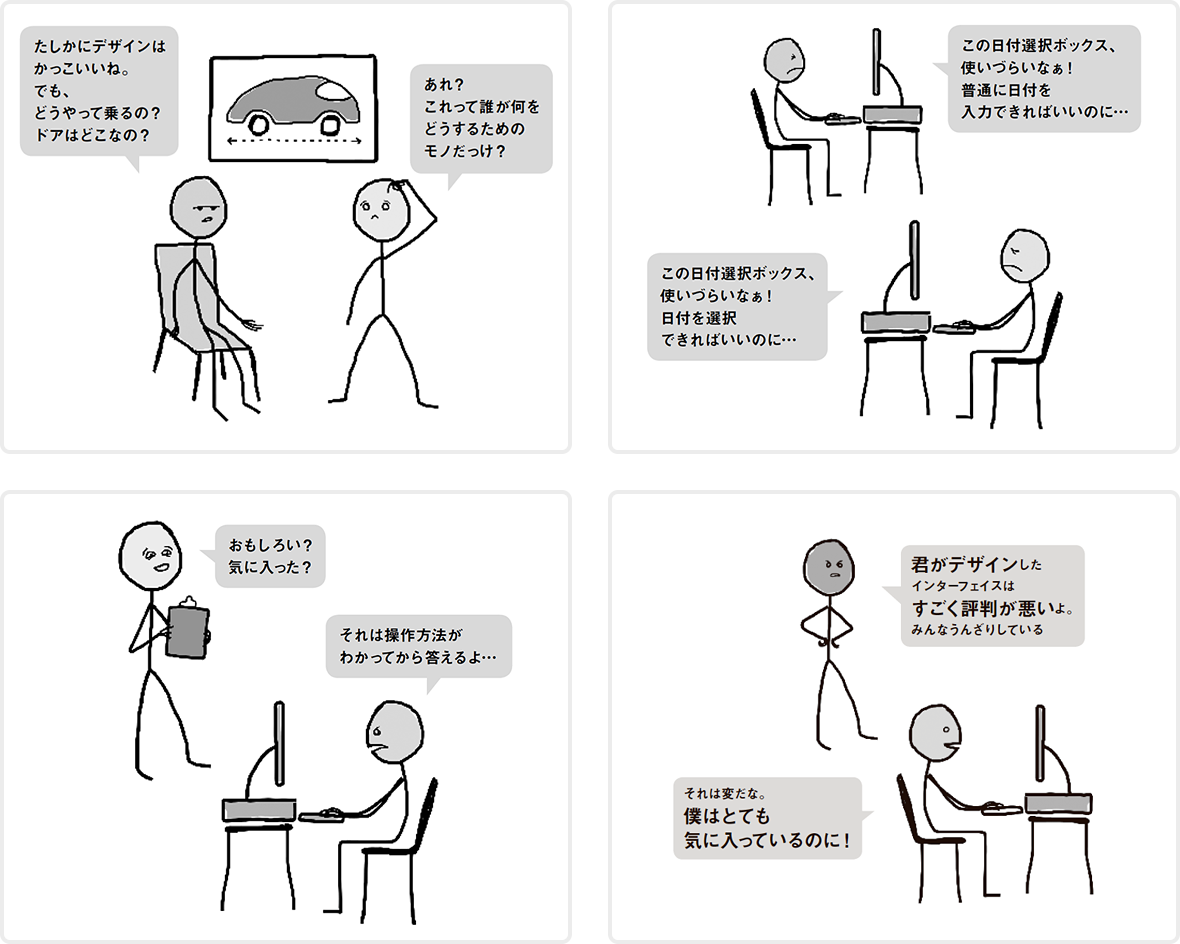 たしかにデザインは
かっこいいね。
でも、
どうやって乗るの？
ドアはどこなの？
あれ？
これって誰が何を
どうするための
モノだっけ？
この日付選択ボックス、
使いづらいなぁ！
普通に日付を
入力できればいいのに…
この日付選択ボックス、
使いづらいなぁ！
日付を選択
できればいいのに…
おもしろい？
気に入った？
それは操作方法が
わかってから答えるよ…
君がデザインした
インターフェイスは
すごく評判が悪いよ。
みんなうんざりしている
それは変だな。
僕はとても
気に入っているのに！